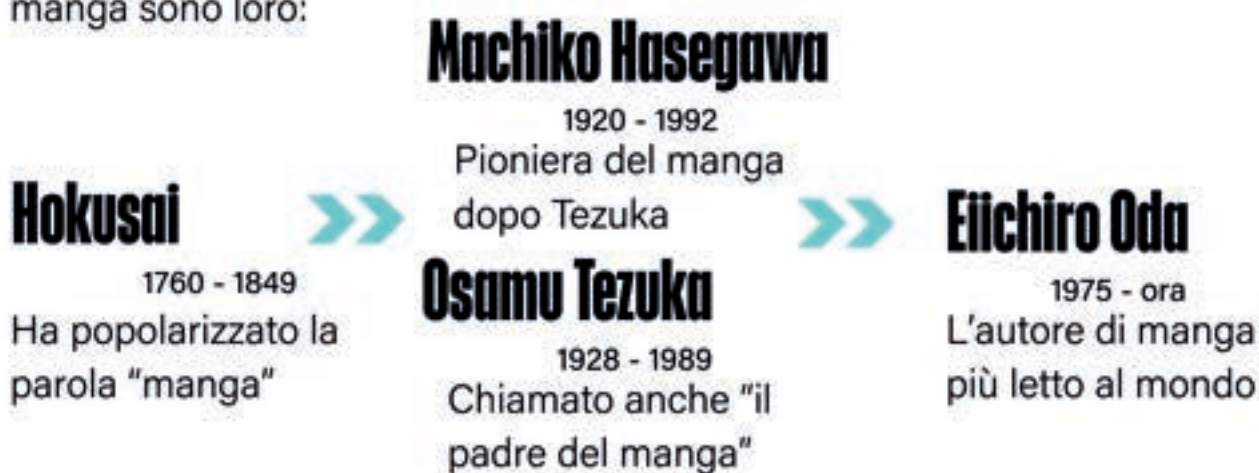 manga sono loro:
Hokusai
1760 - 1849
Ha popolarizzato la
parola "manga"
Machiko Hasegawa
1920 - 1992
Pioniera del manga
dopo Tezuka
Osamu Tezuka
1928 - 1989
Chiamato anche "il
padre del manga"
Eiichiro Oda
1975 - ora
L'autore di manga
più letto al mondo